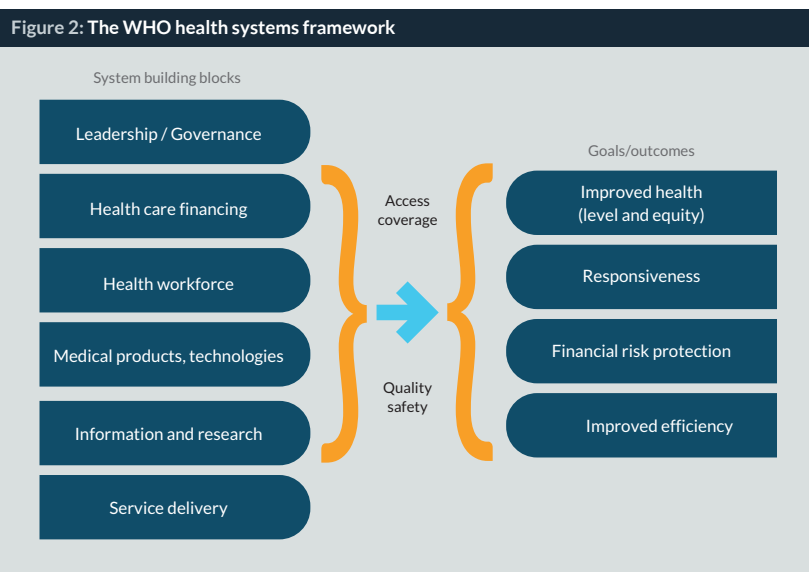 Figure 2: The WHO health systems framework
System building blocks
Leadership / Governance
Health care financing
Health workforce
Medical products, technologies
Information and research
Service delivery
Access
coverage
Quality
safety
Goals/outcomes
Improved health
(level and equity)
Responsiveness
Financial risk protection
Improved efficiency